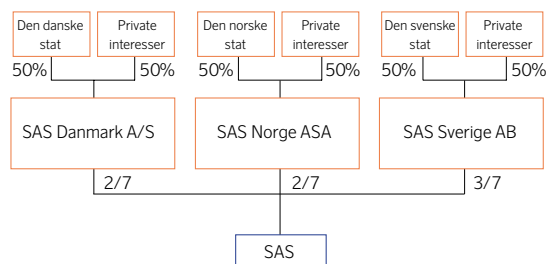 Den danske
stat
Private
interesser
Den norske
stat
Private
interesser
Den svenske
stat
Private
interesser
50%
50%
50%
50%
50%
50%
SAS Danmark A/S
SAS Norge ASA
SAS Sverige AB
2/7
2/7
3/7
SAS